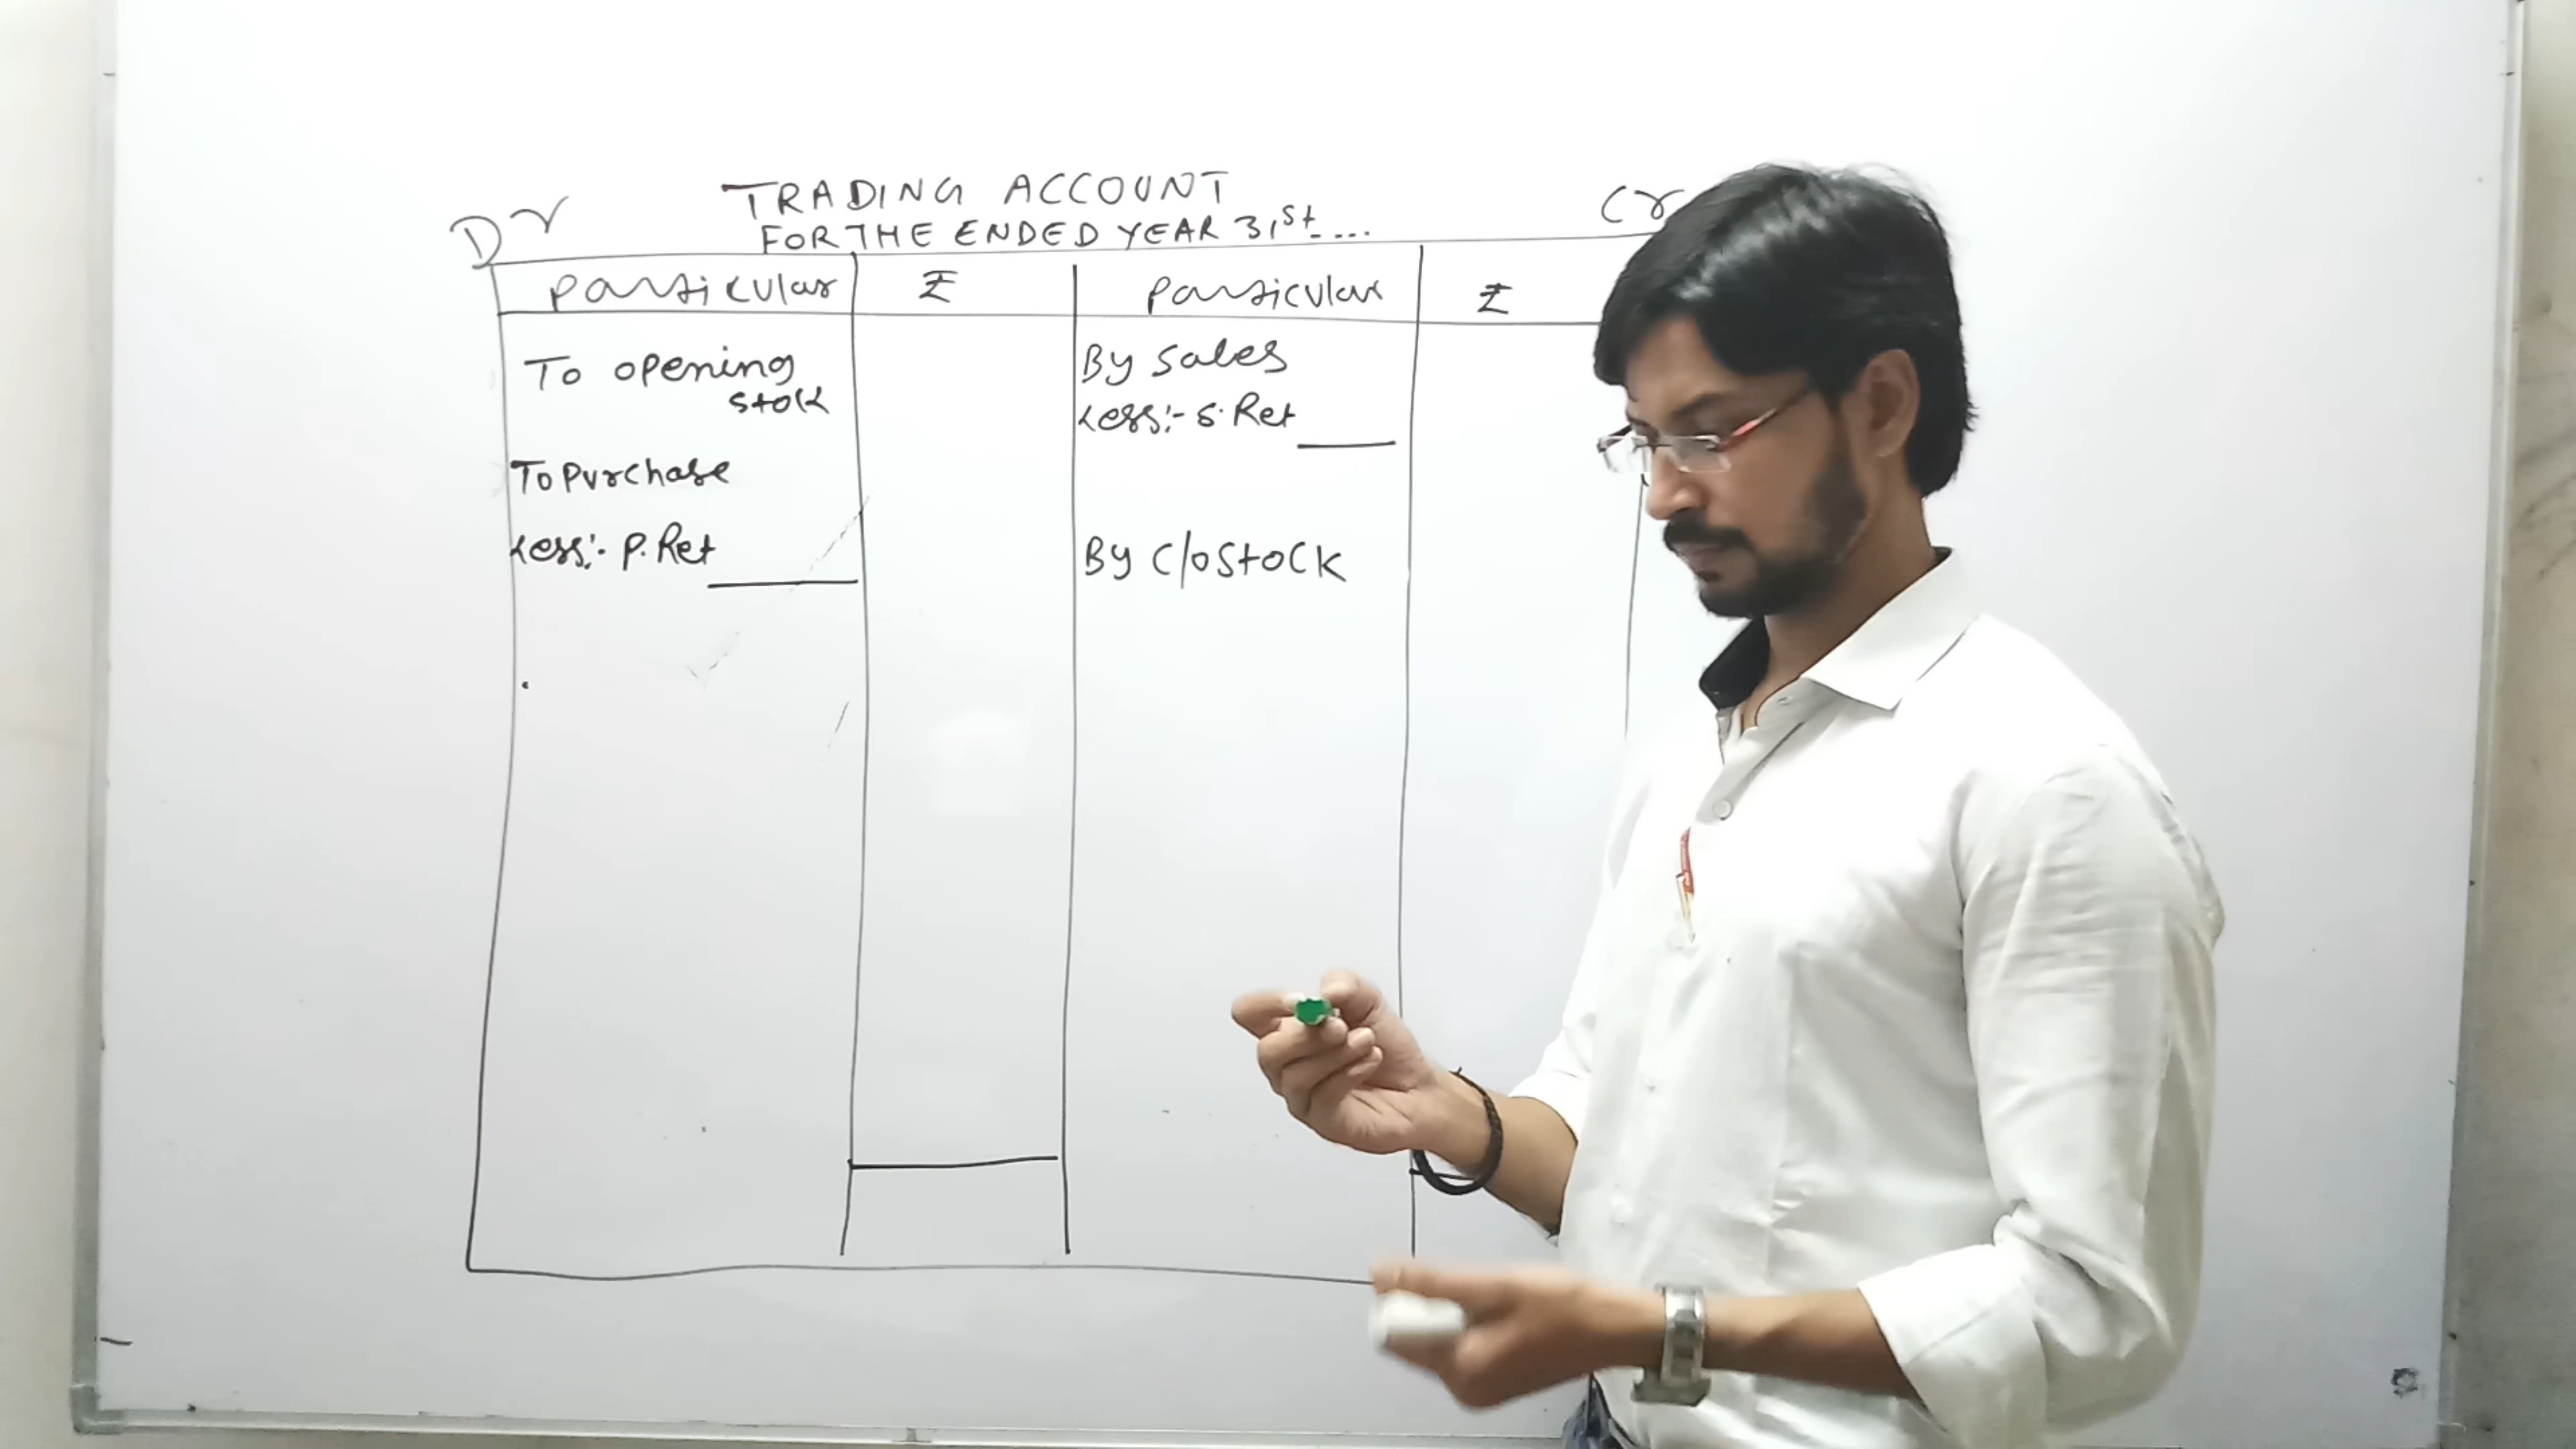 TRADING ACCOUNT
FOR THE ENDED YEAR 31st....
Dr
Cr
Particular
₹
Particular
₹
To opening
stock
To Purchase
Less:- P. Ret
By Sales
Less:- S. Ret
By C/o Stock